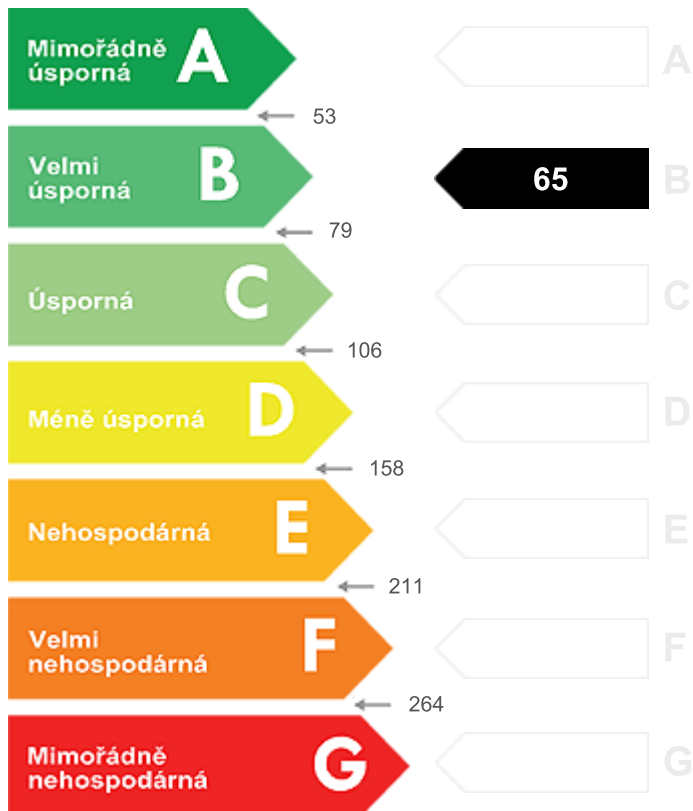 Mimořádně
úsporná
A
A
53
Velmi
úsporná
B
65
B
79
Úsporná
C
C
106
Méně úsporná
D
D
158
Nehospodárná
E
E
211
Velmi
nehospodárná
F
F
264
Mimořádně
nehospodárná
G
G